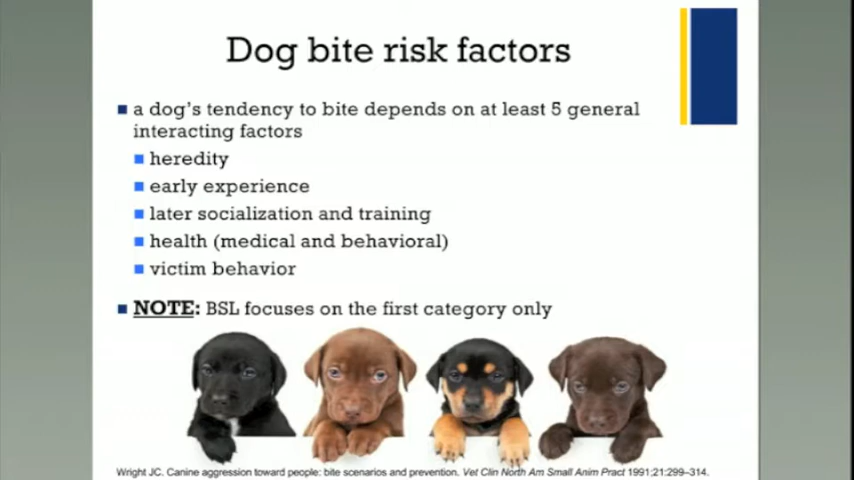 Dog bite risk factors
a dog's tendency to bite depends on at least 5 general
interacting factors
heredity
early experience
later socialization and training
health (medical and behavioral)
victim behavior
NOTE: BSL focuses on the first category only
Wright JC. Canine aggression toward people: bite scenarios and prevention. Vet Clin North Am Small Anim Pract 1991;21:299–314.